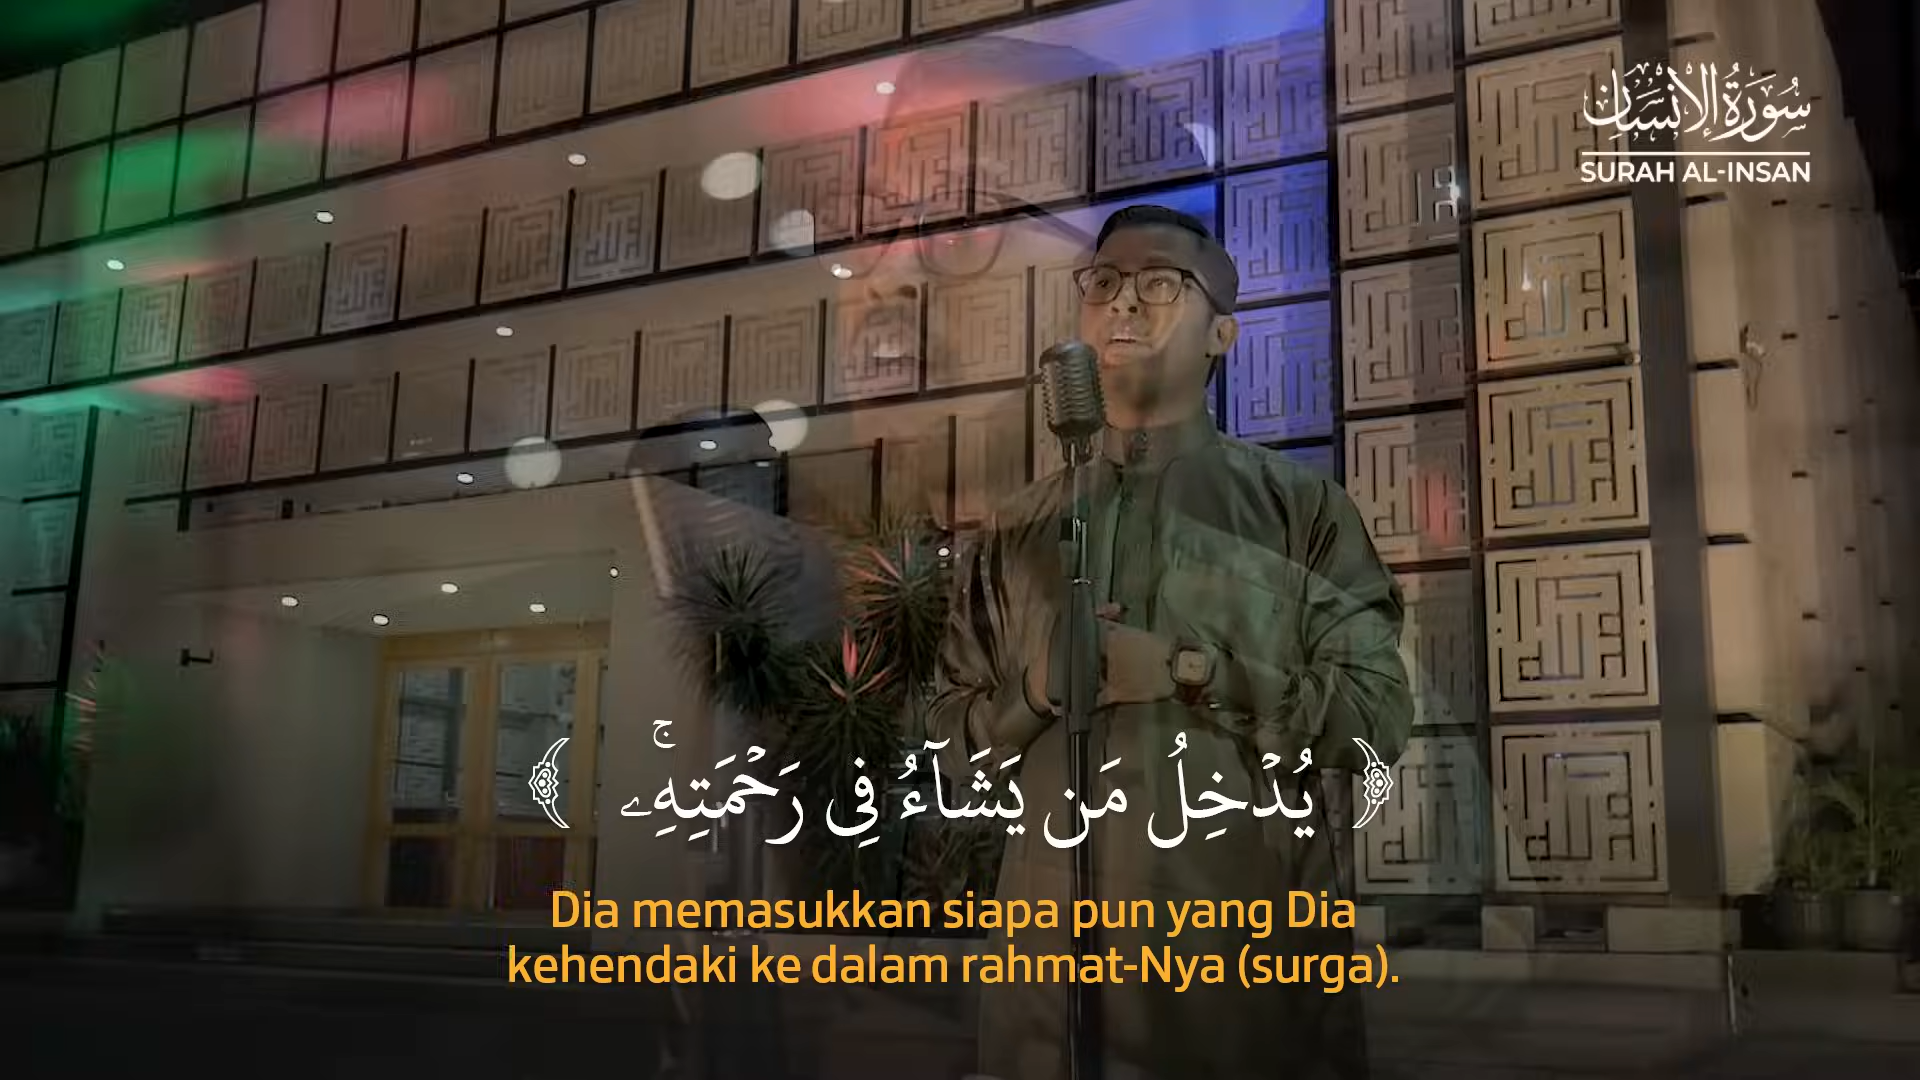 سُورَةُ الإِنسَانِ
SURAH AL-INSAN
﴿ يُدْخِلُ مَن يَشَآءُ فِى رَحْمَتِهِۦۚ ﴾
Dia memasukkan siapa pun yang Dia
kehendaki ke dalam rahmat-Nya (surga).